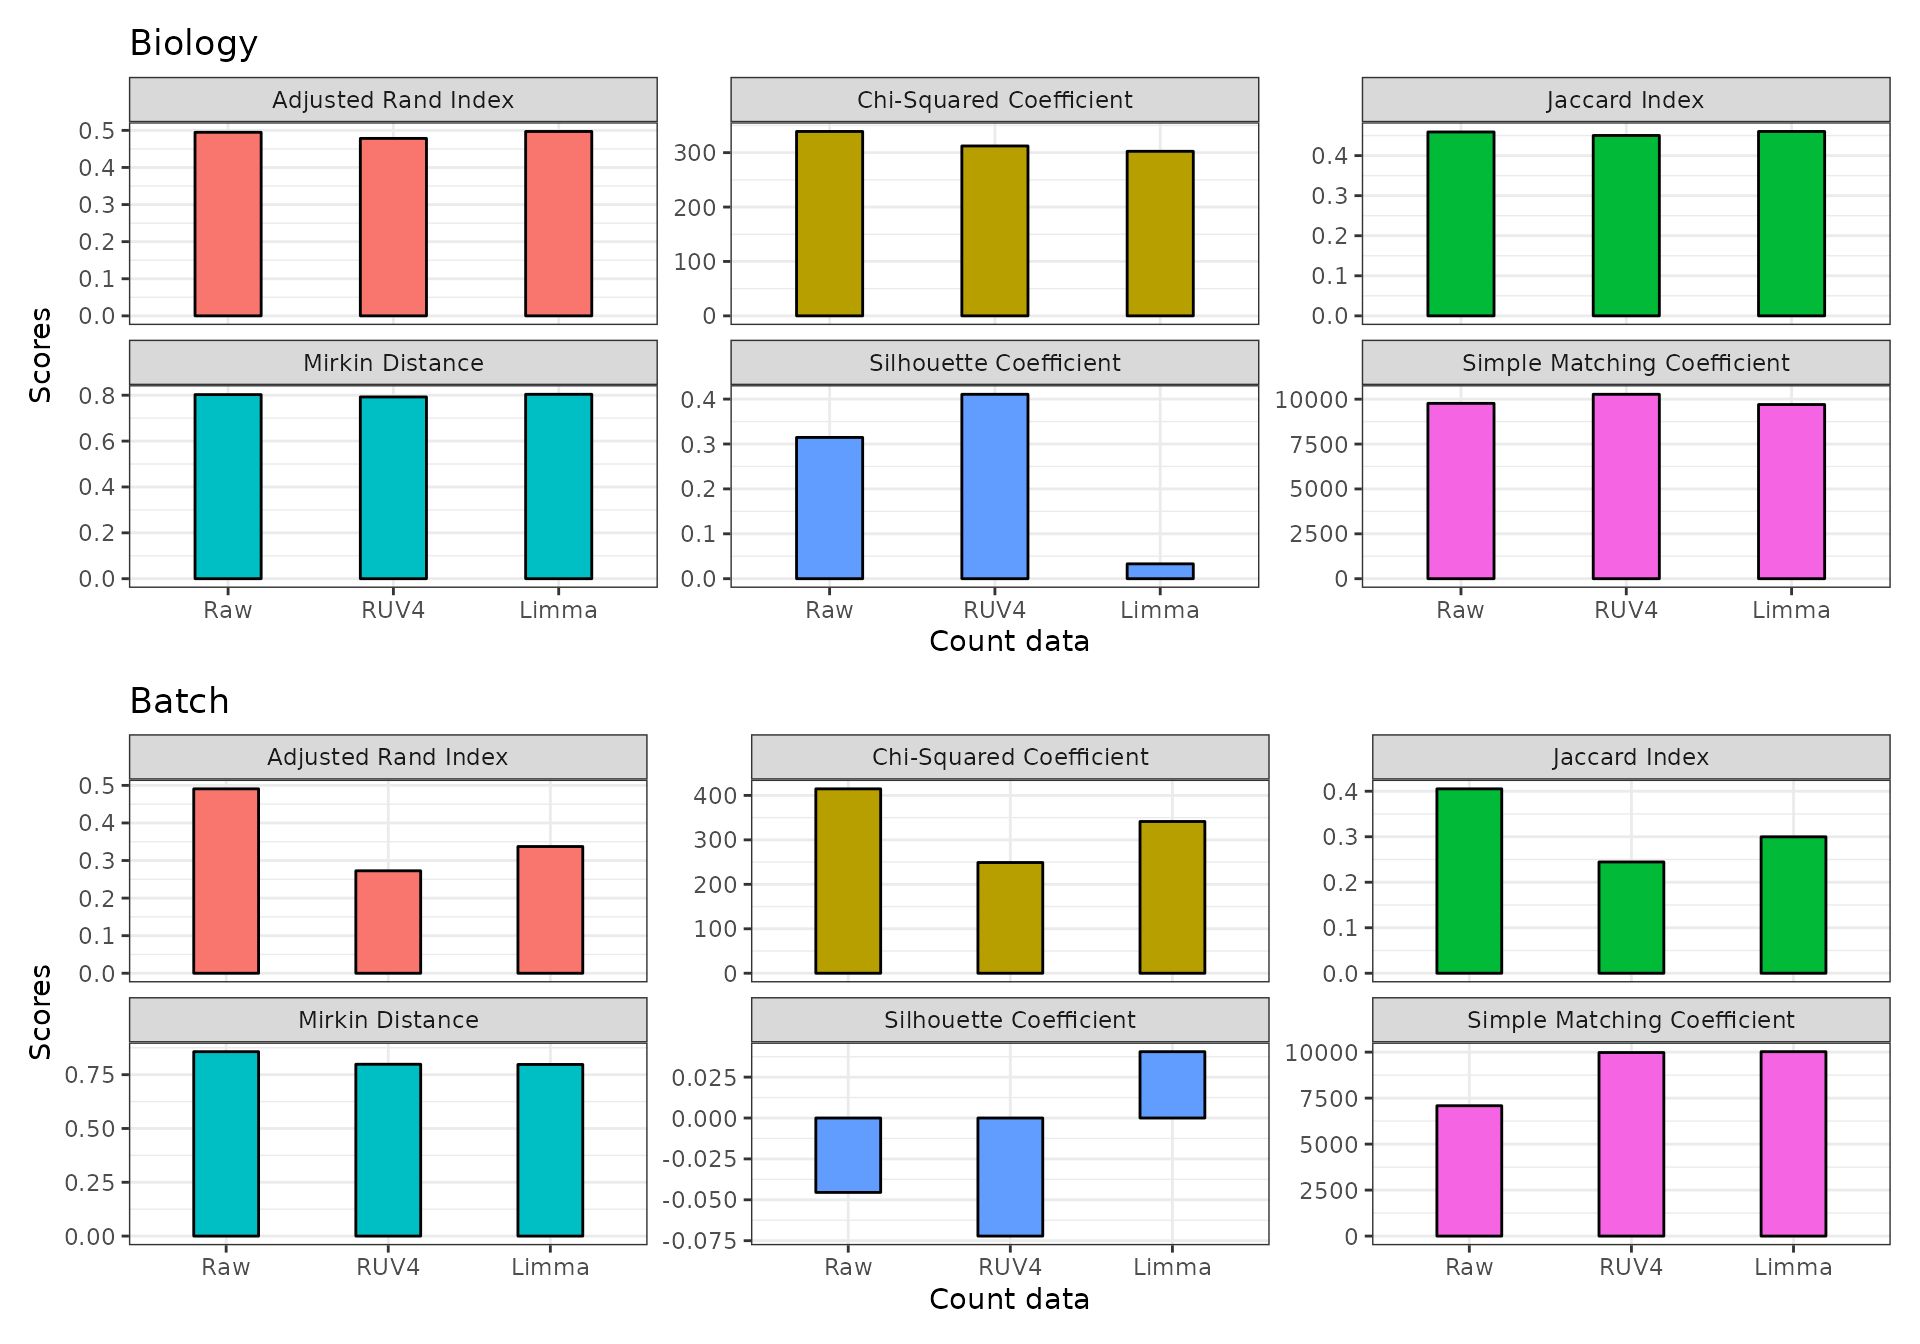 Biology
Adjusted Rand Index
Chi-Squared Coefficient
Jaccard Index
0.5
0.4
0.3
0.2
0.1
0.0
300
200
100
0
0.4
0.3
0.2
0.1
0.0
Scores
Mirkin Distance
Silhouette Coefficient
Simple Matching Coefficient
0.8
0.6
0.4
0.2
0.0
0.4
0.3
0.2
0.1
0.0
10000
7500
5000
2500
0
Raw RUV4 Limma
Raw RUV4 Limma
Raw RUV4 Limma
Count data
Batch
Adjusted Rand Index
Chi-Squared Coefficient
Jaccard Index
0.5
0.4
0.3
0.2
0.1
0.0
400
300
200
100
0
0.4
0.3
0.2
0.1
0.0
Scores
Mirkin Distance
Silhouette Coefficient
Simple Matching Coefficient
0.75
0.50
0.25
0.00
0.025
0.000
-0.025
-0.050
-0.075
10000
7500
5000
2500
0
Raw RUV4 Limma
Raw RUV4 Limma
Raw RUV4 Limma
Count data